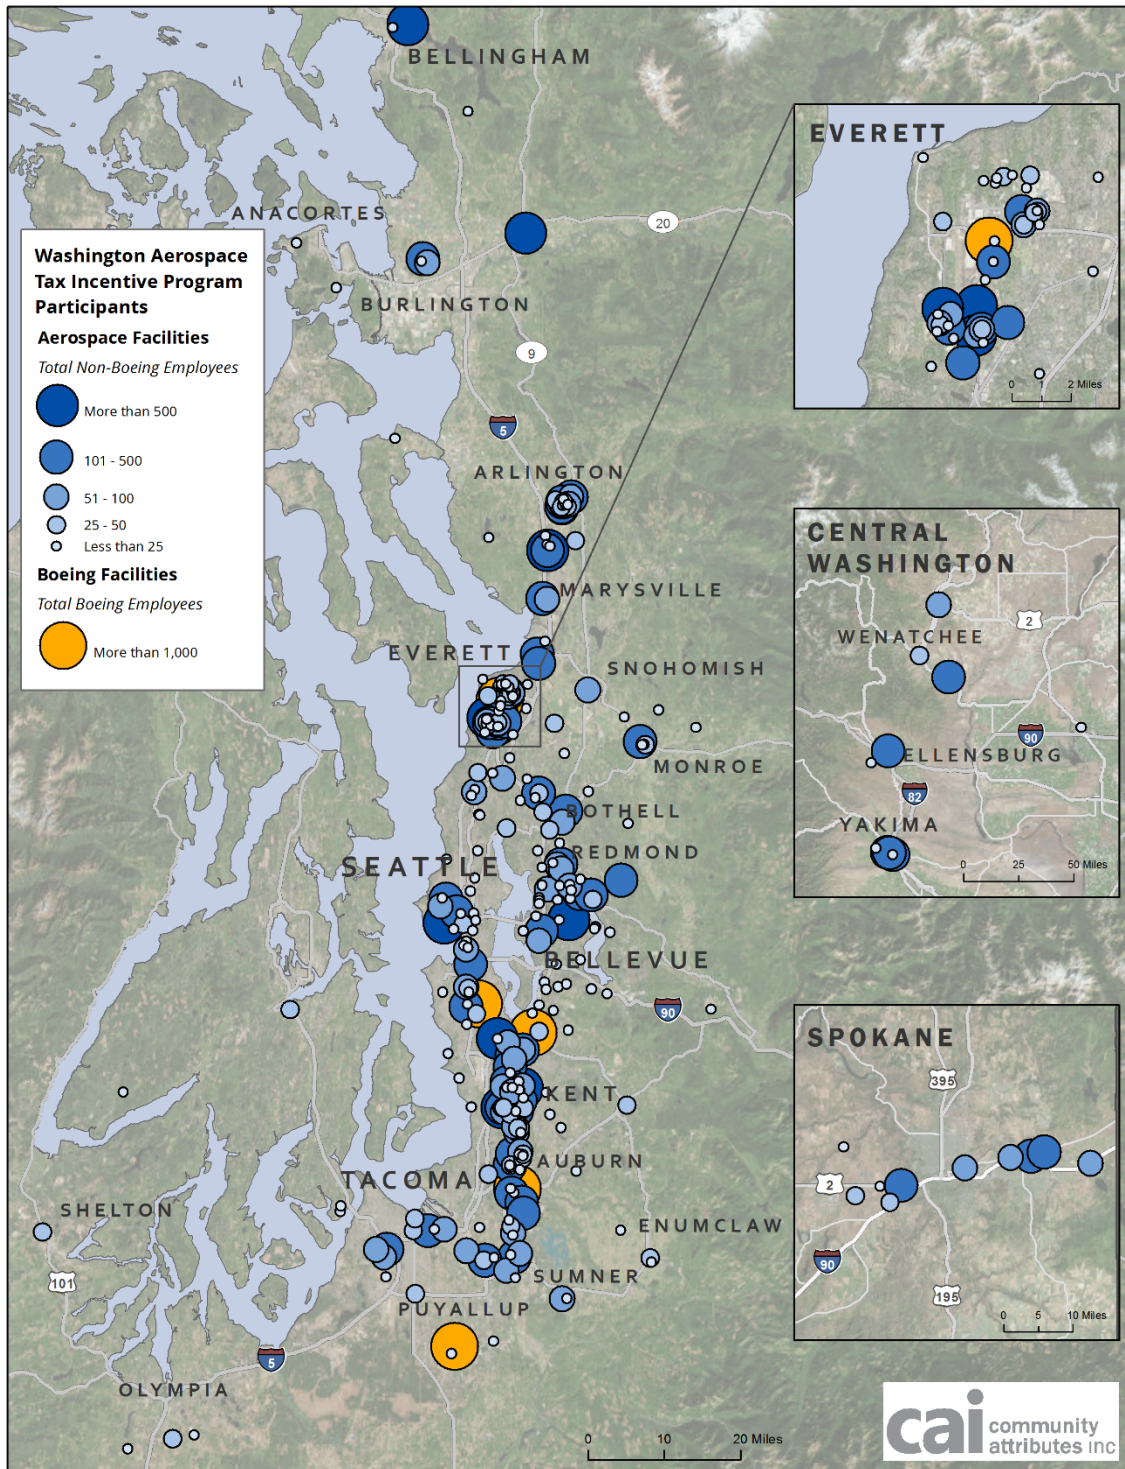 BELLINGHAM
ANACORTES
20
BURLINGTON
9
5
ARLINGTON
MARYSVILLE
EVERETT
SNOHOMISH
MONROE
BOTHELL
REDMOND
SEATTLE
BELLEVUE
90
KENT
AUBURN
TACOMA
SHELTON
ENUMCLAW
101
SUMNER
PUYALLUP
5
OLYMPIA
0 10 20 Miles
Washington Aerospace
Tax Incentive Program
Participants
Aerospace Facilities
Total Non-Boeing Employees
More than 500
101 - 500
51 - 100
25 - 50
Less than 25
Boeing Facilities
Total Boeing Employees
More than 1,000
EVERETT
0 1 2 Miles
CENTRAL
WASHINGTON
2
WENATCHEE
90
ELLENSBURG
82
YAKIMA
0 25 50 Miles
SPOKANE
395
2
90
195
0 5 10 Miles
cai community
attributes inc